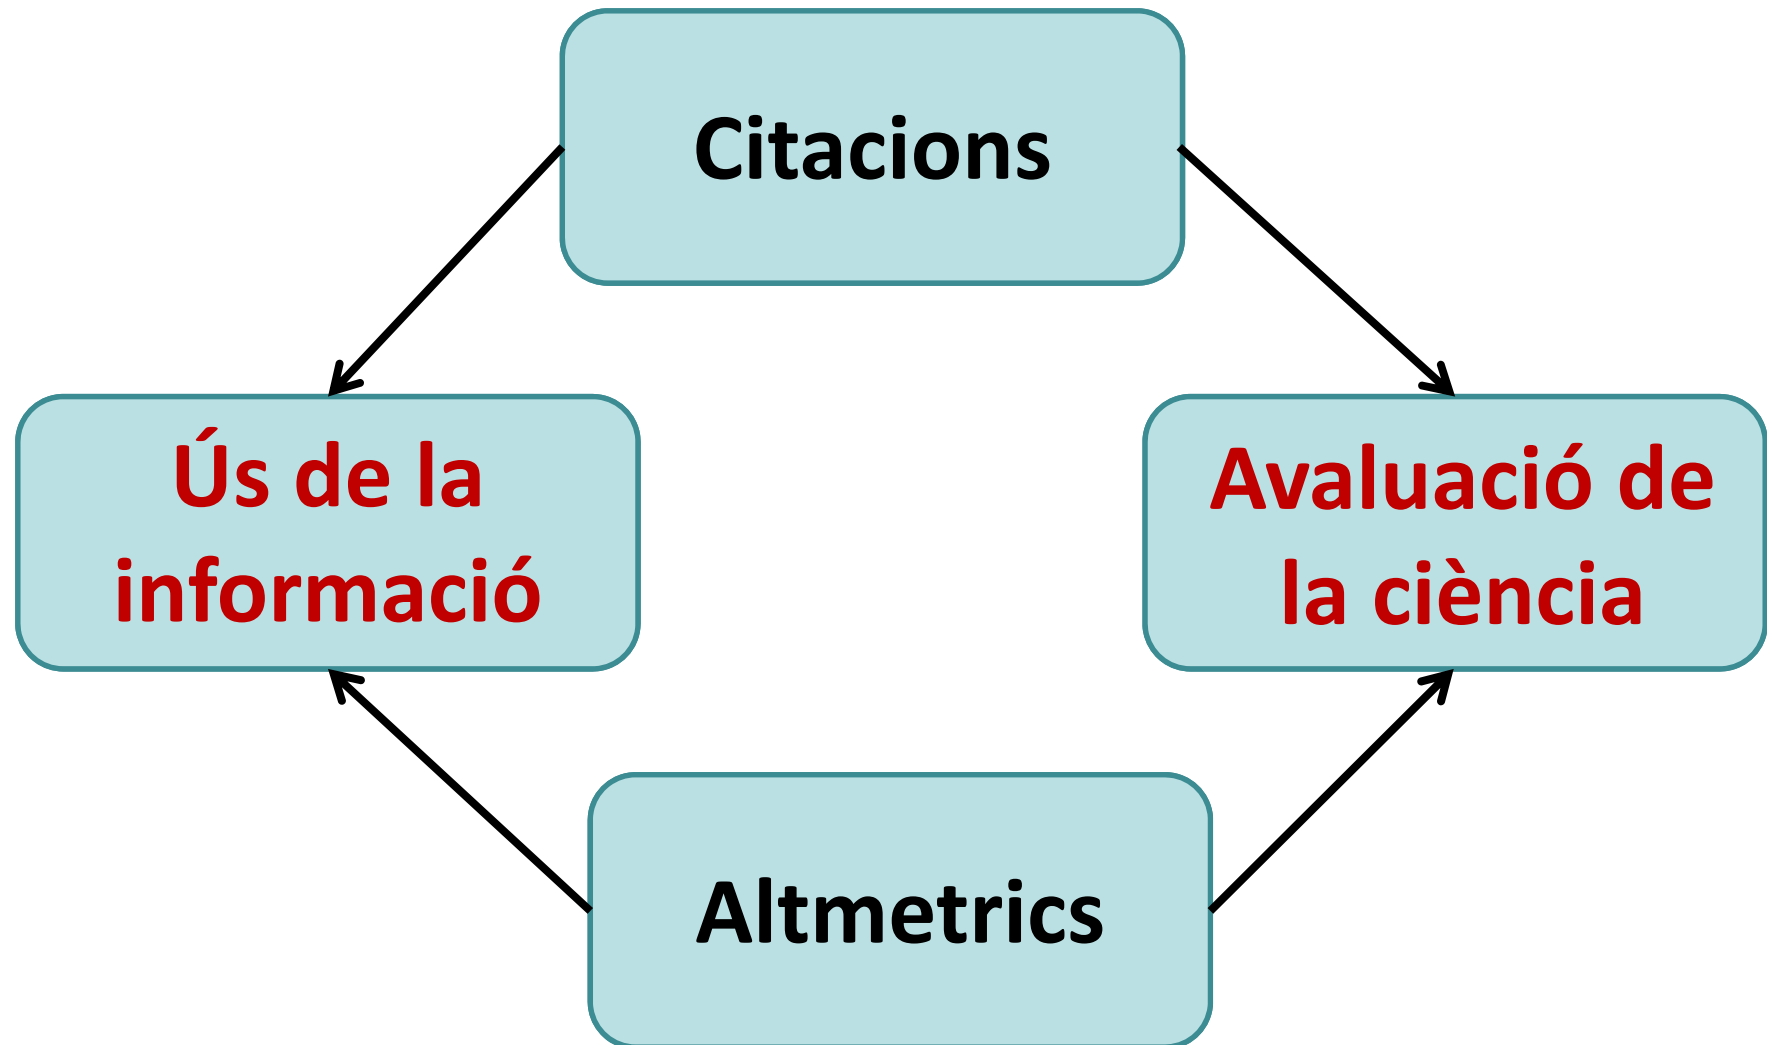 Citacions
Ús de la
informació
Avaluació de
la ciència
Altmetrics